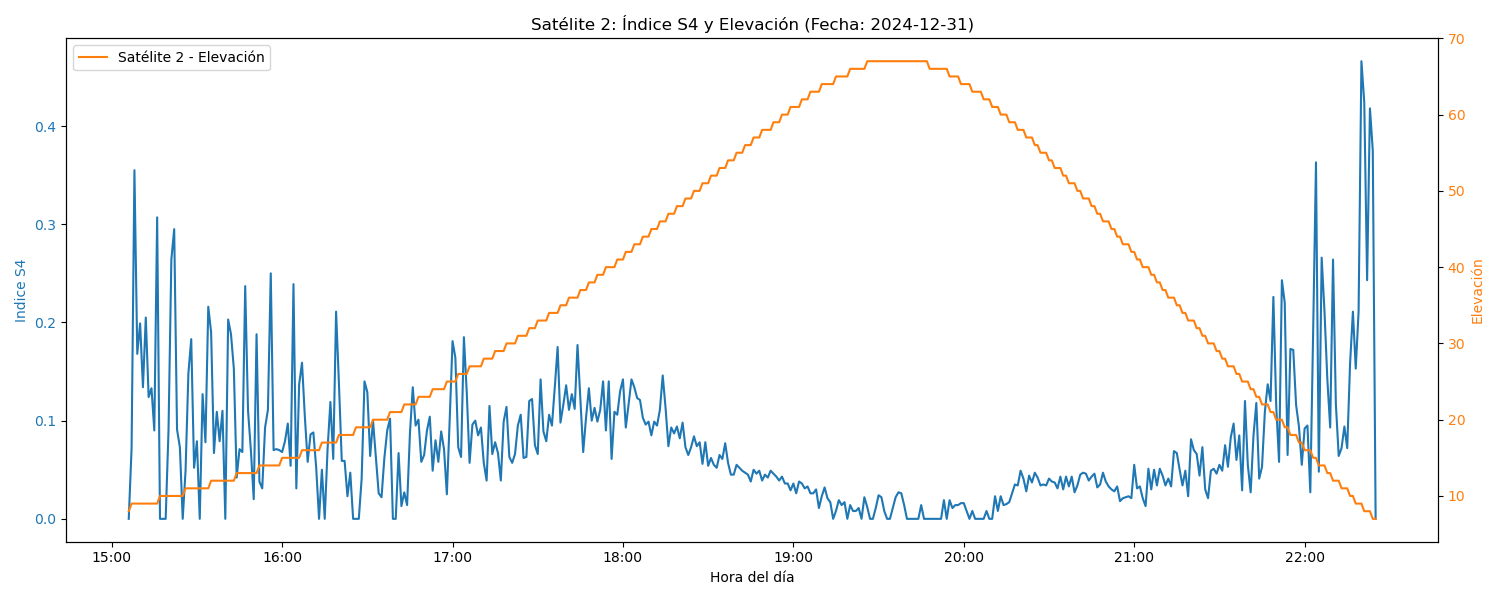 Satélite 2: Índice S4 y Elevación (Fecha: 2024-12-31)
Satélite 2 - Elevación
Indice S4
0.4
0.3
0.2
0.1
0.0
70
60
50
40
30
20
10
Elevación
15:00 16:00 17:00 18:00 19:00 20:00 21:00 22:00
Hora del día